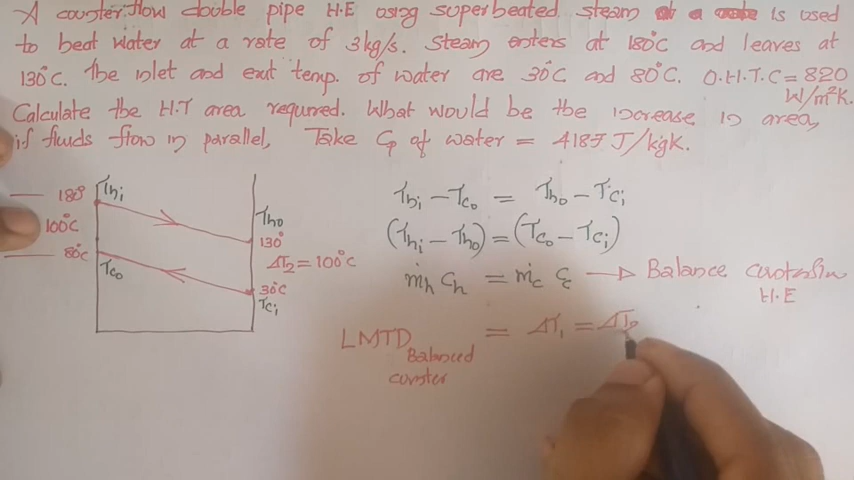 A counter flow double pipe H.E using superheated steam is used
to heat water at a rate of 3kg/s. Steam enters at 180°C and leaves at
130°C. The inlet and exit temp. of water are 30°C and 80°C. O.H.T.C = 820
W/m²K.
Calculate the H.T area required. What would be the increase in area,
if fluids flow in parallel, Take Cp of water = 4187 J/kgK.
180° Thi
Thi - Tco = Tho - Tci
Tho
100°C
130°
(Thi - Tho) = (Tco - Tci)
80°C
Tco
ΔT2 = 100°C
ṁh Ch = ṁc Cc → Balance counterflow
H.E
30°C
Tci
LMTD Balanced counter = ΔT1 = ΔT2